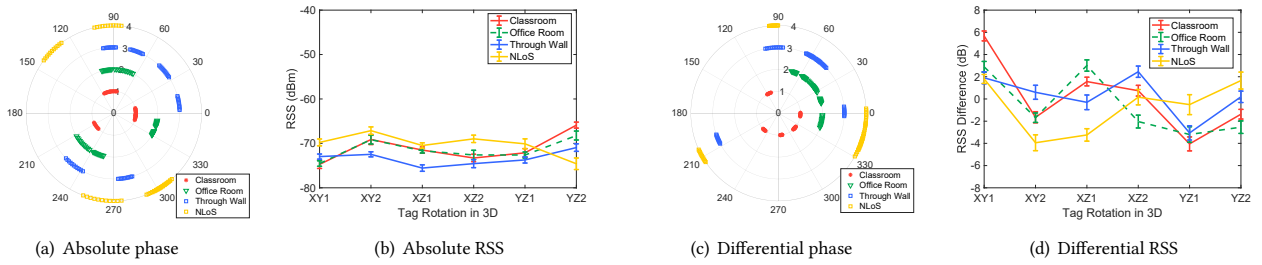 90
120
60
4
3
150
30
180
0
0
210
330
240
300
270
Classroom
Office Room
Through Wall
NLoS
(a) Absolute phase
-40
-50
-60
-70
-80
RSS (dBm)
Classroom
Office Room
Through Wall
NLoS
XY1 XY2 XZ1 XZ2 YZ1 YZ2
Tag Rotation in 3D
(b) Absolute RSS
90
120
60
4
3
2
150
30
180
0
0
210
330
240
300
270
Classroom
Office Room
Through Wall
NLoS
(c) Differential phase
8
6
4
2
0
-2
-4
-6
-8
RSS Difference (dB)
Classroom
Office Room
Through Wall
NLoS
XY1 XY2 XZ1 XZ2 YZ1 YZ2
Tag Rotation in 3D
(d) Differential RSS